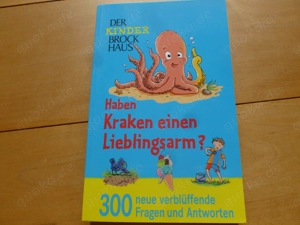 DER
KINDER
BROCK
HAUS
Haben
Kraken einen
Lieblingsarm?
300 neue verblüffende
Fragen und Antworten